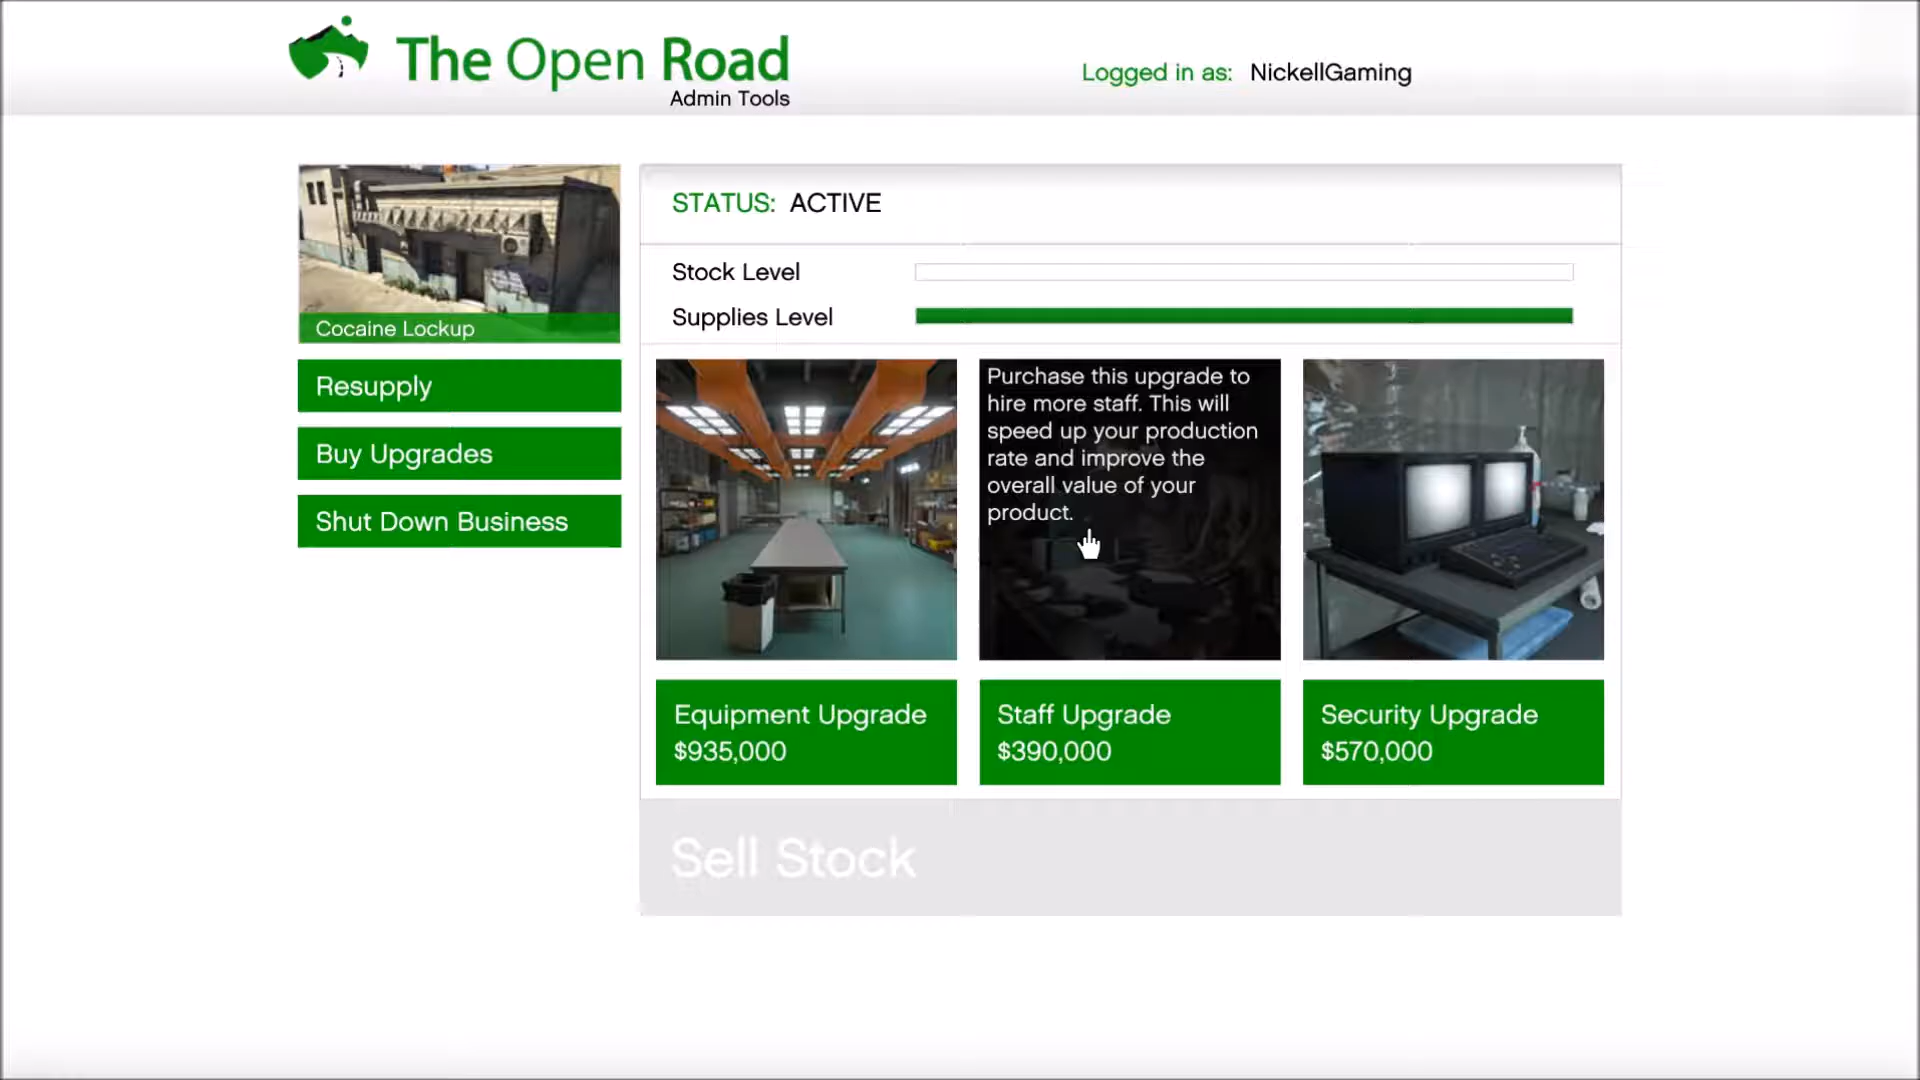 The Open Road
Admin Tools
Logged in as: NickellGaming
Cocaine Lockup
Resupply
Buy Upgrades
Shut Down Business
STATUS: ACTIVE
Stock Level
Supplies Level
Purchase this upgrade to
hire more staff. This will
speed up your production
rate and improve the
overall value of your
product.
Equipment Upgrade
$935,000
Staff Upgrade
$390,000
Security Upgrade
$570,000
Sell Stock